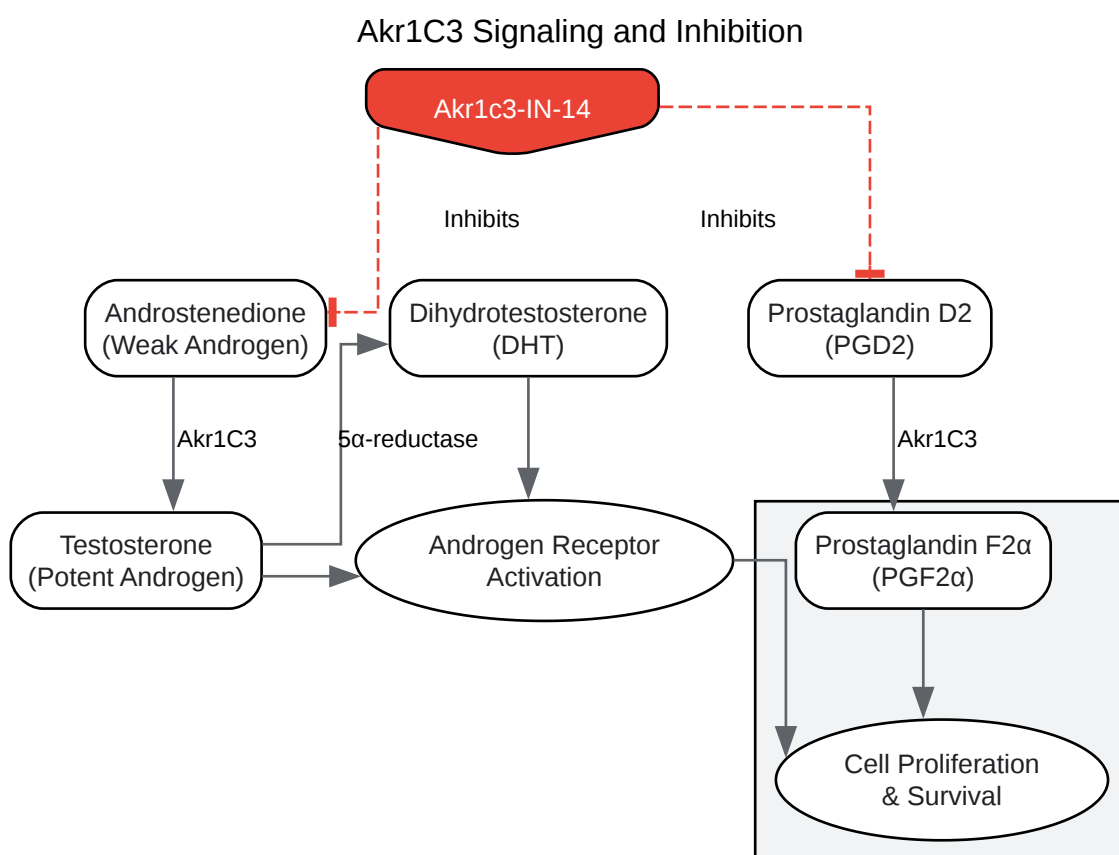 Akr1C3 Signaling and Inhibition
Akr1c3-IN-14
Inhibits
Inhibits
Androstenedione
(Weak Androgen)
Dihydrotestosterone
(DHT)
Prostaglandin D2
(PGD2)
Akr1C3
5α-reductase
Akr1C3
Testosterone
(Potent Androgen)
Androgen Receptor
Activation
Prostaglandin F2α
(PGF2α)
Cell Proliferation
& Survival